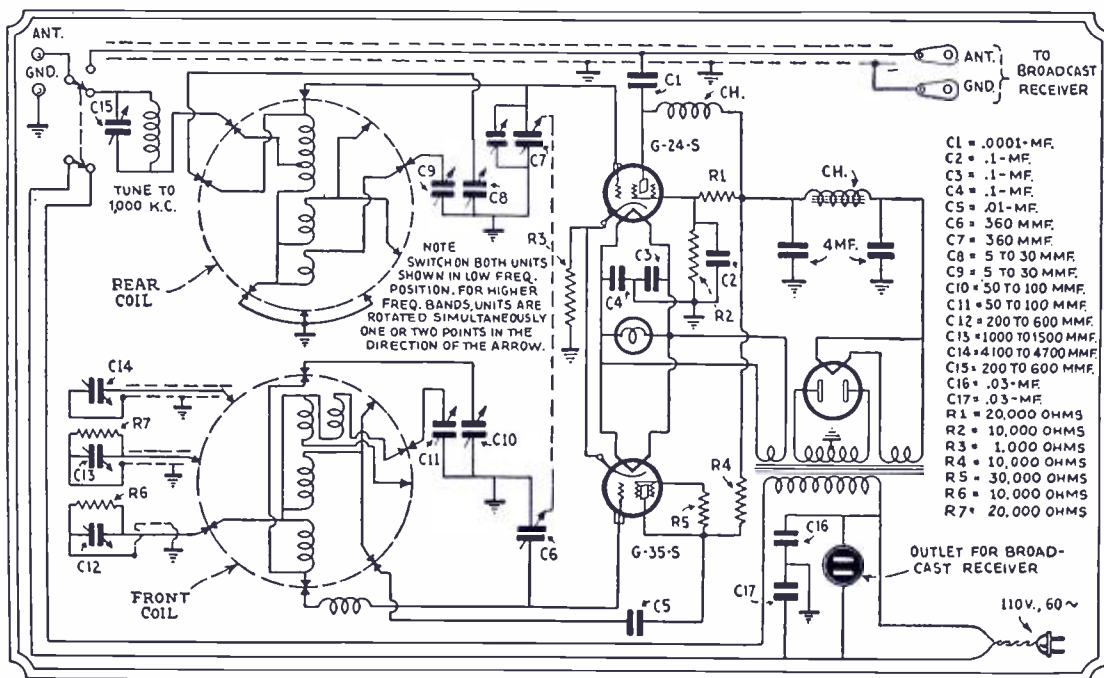 ANT.
GND.
C15
TUNE TO
1,000 K.C.
REAR
COIL
C9
C8
C7
NOTE
SWITCH ON BOTH UNITS
SHOWN IN LOW FREQ.
POSITION. FOR HIGHER
FREQ. BANDS, UNITS ARE
ROTATED SIMULTANEOUSLY
ONE OR TWO POINTS IN THE
DIRECTION OF THE ARROW.
C1
CH.
G-24-S
R1
R3
C3
C4
C2
R2
CH.
4MF.
ANT.
GND.
TO
BROADCAST
RECEIVER
C1 = .0001-MF.
C2 = .1-MF.
C3 = .1-MF.
C4 = .1-MF.
C5 = .01-MF.
C6 = 360 MMF.
C7 = 360 MMF.
C8 = 5 TO 30 MMF.
C9 = 5 TO 30 MMF.
C10 = 50 TO 100 MMF.
C11 = 50 TO 100 MMF.
C12 = 200 TO 600 MMF.
C13 = 1000 TO 1500 MMF.
C14 = 4100 TO 4700 MMF.
C15 = 200 TO 600 MMF.
C16 = .03-MF.
C17 = .03-MF.
R1 = 20,000 OHMS
R2 = 10,000 OHMS
R3 = 1,000 OHMS
R4 = 10,000 OHMS
R5 = 30,000 OHMS
R6 = 10,000 OHMS
R7 = 20,000 OHMS
C14
R7
C13
R6
C12
FRONT
COIL
C11
C10
C6
G-35-S
R5
R4
C5
C16
C17
OUTLET FOR BROAD-
CAST RECEIVER
110V., 60~